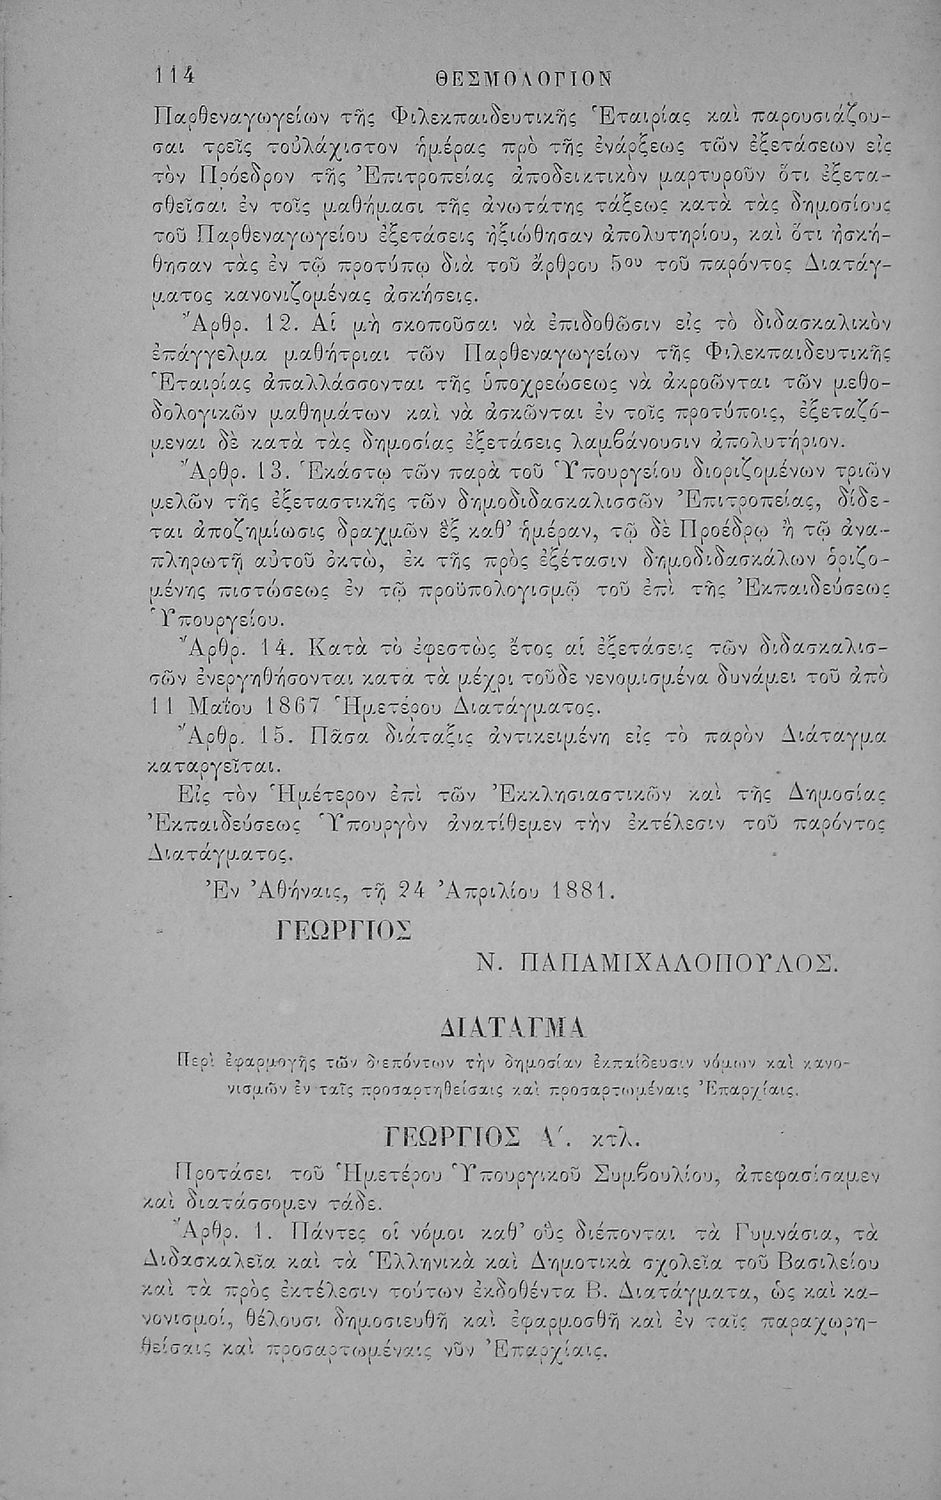 114
ΘΕΣΜΟΛΟΓΙΟΝ
Παρθεναγωγείων τῆς Φιλεκπαιδευτικῆς Ἑταιρίας καὶ παρουσιάζου-
σαι τρεῖς τοὐλάχιστον ἡμέρας πρὸ τῆς ἐνάρξεως τῶν ἐξετάσεων εἰς
τὸν Πρόεδρον τῆς Ἐπιτροπείας ἀποδεικτικὸν μαρτυροῦν ὅτι ἐξετα-
σθεῖσαι ἐν τοῖς μαθήμασι τῆς ἀνωτάτης τάξεως κατὰ τὰς δημοσίους
τοῦ Παρθεναγωγείου ἐξετάσεις ἠξιώθησαν ἀπολυτηρίου, καὶ ὅτι ἠσκή-
θησαν τὰς ἐν τῷ προτύπῳ διὰ τοῦ ἄρθρου 5ου τοῦ παρόντος Διατάγ-
ματος κανονιζομένας ἀσκήσεις.
Ἄρθρ. 12. Αἱ μὴ σκοποῦσαι νὰ ἐπιδοθῶσιν εἰς τὸ διδασκαλικὸν
ἐπάγγελμα μαθήτριαι τῶν Παρθεναγωγείων τῆς Φιλεκπαιδευτικῆς
Ἑταιρίας ἀπαλλάσσονται τῆς ὑποχρεώσεως νὰ ἀκροῶνται τῶν μεθο-
δολογικῶν μαθημάτων καὶ νὰ ἀσκῶνται ἐν τοῖς προτύποις, ἐξεταζό-
μεναι δὲ κατὰ τὰς δημοσίας ἐξετάσεις λαμβάνουσιν ἀπολυτήριον.
Ἄρθρ. 13. Ἑκάστῳ τῶν παρὰ τοῦ Ὑπουργείου διοριζομένων τριῶν
μελῶν τῆς ἐξεταστικῆς τῶν δημοδιδασκαλισσῶν Ἐπιτροπείας, δίδε-
ται ἀποζημίωσις δραχμῶν ἓξ καθ’ ἡμέραν, τῷ δὲ Προέδρῳ ἢ τῷ ἀνα-
πληρωτῇ αὐτοῦ ὀκτὼ, ἐκ τῆς πρὸς ἐξέτασιν δημοδιδασκάλων ὁριζο-
μένης πιστώσεως ἐν τῷ προϋπολογισμῷ τοῦ ἐπὶ τῆς Ἐκπαιδεύσεως
Ὑπουργείου.
Ἄρθρ. 14. Κατὰ τὸ ἐφεστὼς ἔτος αἱ ἐξετάσεις τῶν διδασκαλισ-
σῶν ἐνεργηθήσονται κατὰ τὰ μέχρι τοῦδε νενομισμένα δυνάμει τοῦ ἀπὸ
11 Μαΐου 1867 Ἡμετέρου Διατάγματος.
Ἄρθρ. 15. Πᾶσα διάταξις ἀντικειμένη εἰς τὸ παρὸν Διάταγμα
καταργεῖται.
Εἰς τὸν Ἡμέτερον ἐπὶ τῶν Ἐκκλησιαστικῶν καὶ τῆς Δημοσίας
Ἐκπαιδεύσεως Ὑπουργὸν ἀνατίθεμεν τὴν ἐκτέλεσιν τοῦ παρόντος
Διατάγματος.
Ἐν Ἀθήναις, τῇ 24 Ἀπριλίου 1881.
ΓΕΩΡΓΙΟΣ
Ν. ΠΑΠΑΜΙΧΑΛΟΠΟΥΛΟΣ.
ΔΙΑΤΑΓΜΑ
Περὶ ἐφαρμογῆς τῶν διεπόντων τὴν δημοσίαν ἐκπαίδευσιν νόμων καὶ κανο-
νισμῶν ἐν ταῖς προσαρτηθείσαις καὶ προσαρτωμέναις Ἐπαρχίαις.
ΓΕΩΡΓΙΟΣ Α΄. κτλ.
Προτάσει τοῦ Ἡμετέρου Ὑπουργικοῦ Συμβουλίου, ἀπεφασίσαμεν
καὶ διατάσσομεν τάδε.
Ἄρθρ. 1. Πάντες οἱ νόμοι καθ’ οὓς διέπονται τὰ Γυμνάσια, τὰ
Διδασκαλεῖα καὶ τὰ Ἑλληνικὰ καὶ Δημοτικὰ σχολεῖα τοῦ Βασιλείου
καὶ τὰ πρὸς ἐκτέλεσιν τούτων ἐκδοθέντα Β. Διατάγματα, ὡς καὶ κα-
νονισμοί, θέλουσι δημοσιευθῆ καὶ ἐφαρμοσθῆ καὶ ἐν ταῖς παραχωρη-
θείσαις καὶ προσαρτωμέναις νῦν Ἐπαρχίαις.